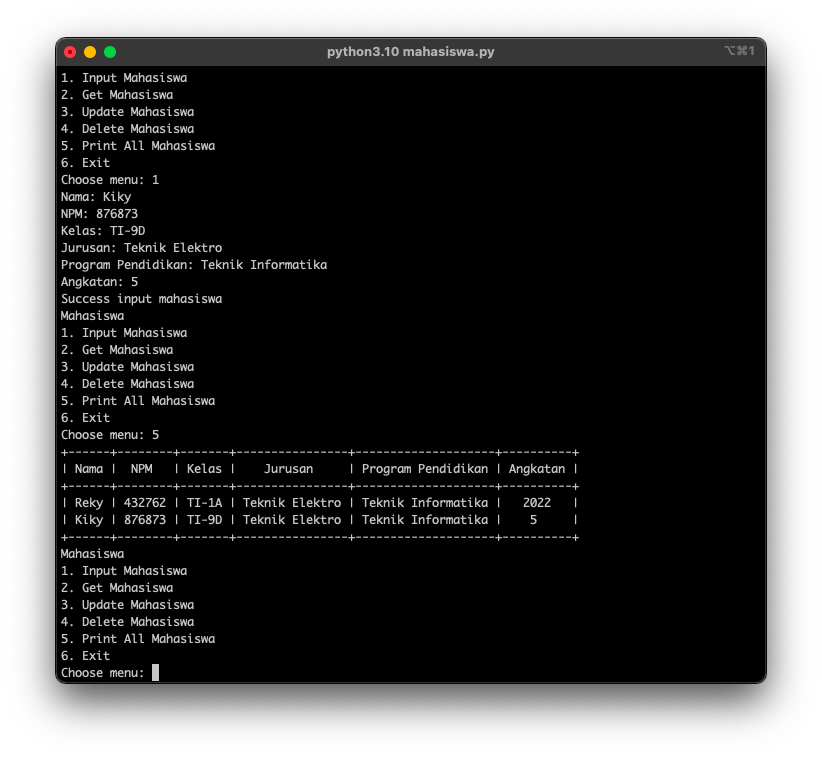 python3.10 mahasiswa.py ⌥⌘1
1. Input Mahasiswa
2. Get Mahasiswa
3. Update Mahasiswa
4. Delete Mahasiswa
5. Print All Mahasiswa
6. Exit
Choose menu: 1
Nama: Kiky
NPM: 876873
Kelas: TI-9D
Jurusan: Teknik Elektro
Program Pendidikan: Teknik Informatika
Angkatan: 5
Success input mahasiswa
Mahasiswa
1. Input Mahasiswa
2. Get Mahasiswa
3. Update Mahasiswa
4. Delete Mahasiswa
5. Print All Mahasiswa
6. Exit
Choose menu: 5
+------+--------+-------+----------------+--------------------+----------+
| Nama |  NPM   | Kelas |    Jurusan     | Program Pendidikan | Angkatan |
+------+--------+-------+----------------+--------------------+----------+
| Reky | 432762 | TI-1A | Teknik Elektro | Teknik Informatika |   2022   |
| Kiky | 876873 | TI-9D | Teknik Elektro | Teknik Informatika |    5     |
+------+--------+-------+----------------+--------------------+----------+
Mahasiswa
1. Input Mahasiswa
2. Get Mahasiswa
3. Update Mahasiswa
4. Delete Mahasiswa
5. Print All Mahasiswa
6. Exit
Choose menu: